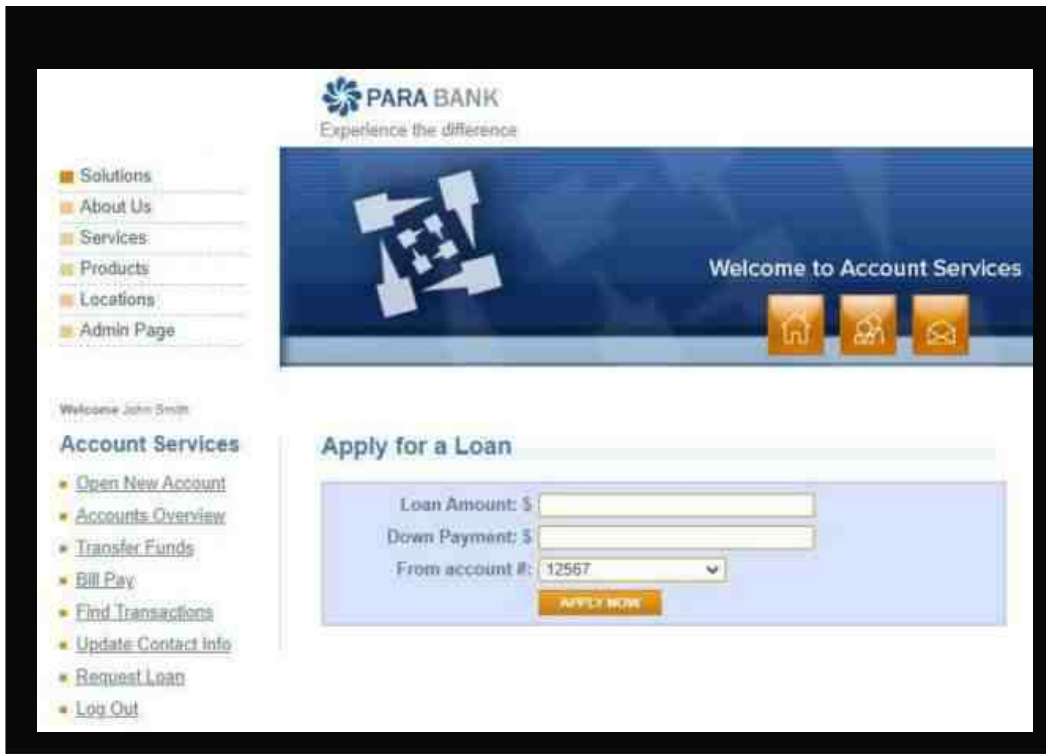 PARA BANK
Experience the difference
Solutions
About Us
Services
Products
Locations
Admin Page
Welcome to Account Services
Welcome John Smith
Account Services
Open New Account
Accounts Overview
Transfer Funds
Bill Pay
Find Transactions
Update Contact Info
Request Loan
Log Out
Apply for a Loan
Loan Amount: $
Down Payment: $
From account #: 12567
APPLY NOW